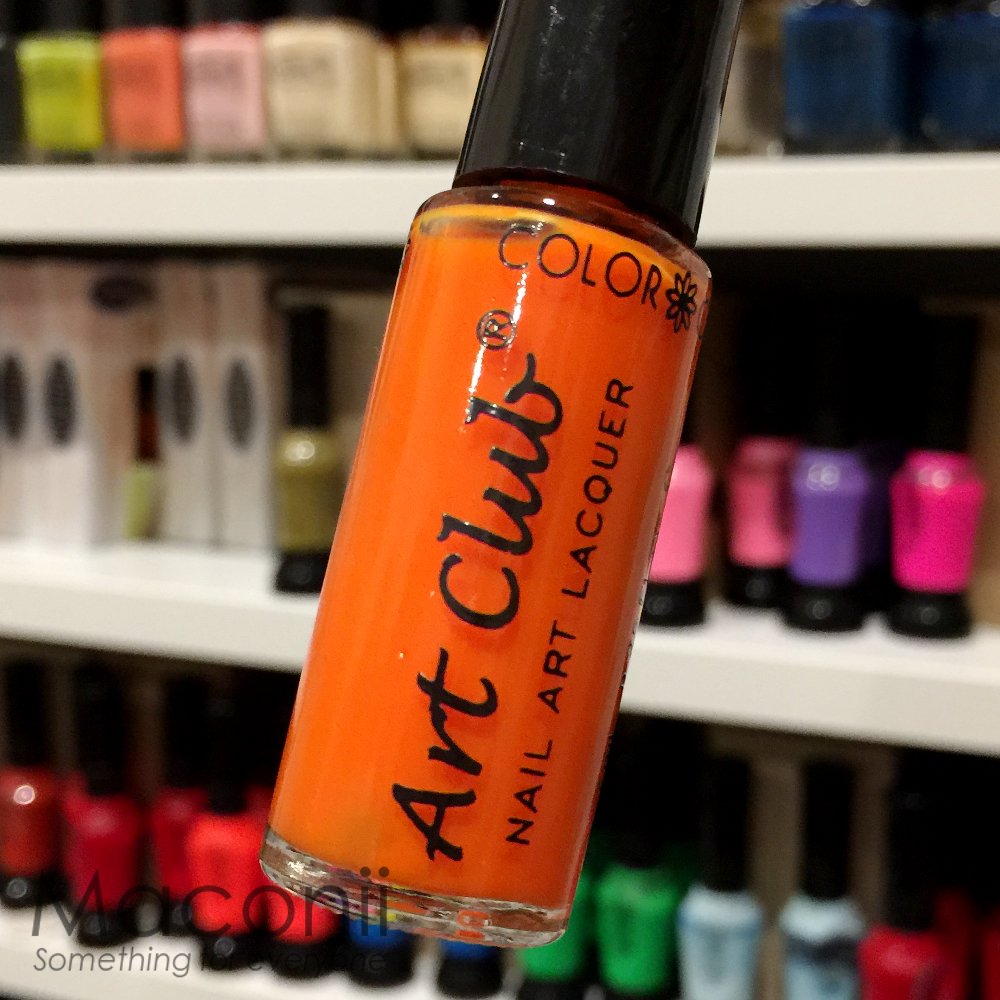 COLOR
Art Club®
NAIL ART LACQUER
Maconii
Something for everyone